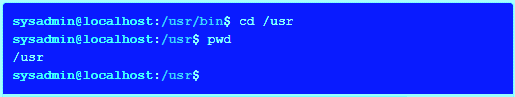 sysadmin@localhost:/usr/bin$ cd /usr
sysadmin@localhost:/usr$ pwd
/usr
sysadmin@localhost:/usr$